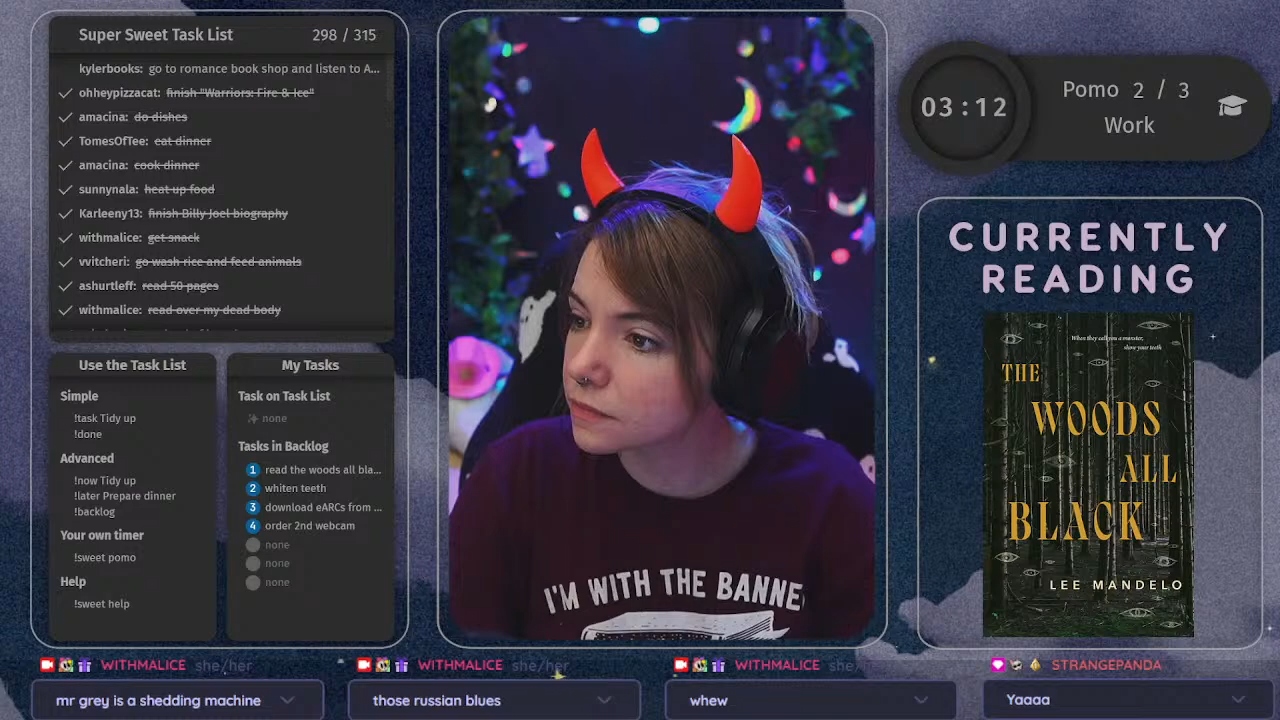 Super Sweet Task List 298 / 315
kylerbooks: go to romance book shop and listen to A...
ohheypizzacat: finish "Warriors: Fire & Ice"
amacina: do dishes
TomesOfTee: eat dinner
amacina: cook dinner
sunnynala: heat up food
Karleeny13: finish Billy Joel biography
withmalice: get snack
vvitcheri: go wash rice and feed animals
ashurtleff: read 50 pages
withmalice: read over my dead body
Use the Task List
Simple
!task Tidy up
!done
Advanced
!now Tidy up
!later Prepare dinner
!backlog
Your own timer
!sweet pomo
Help
!sweet help
My Tasks
Task on Task List
none
Tasks in Backlog
1 read the woods all bla...
2 whiten teeth
3 download eARCs from ...
4 order 2nd webcam
none
none
none
I'M WITH THE BANNE
03:12
Pomo 2 / 3
Work
CURRENTLY
READING
When they call you a monster,
show your teeth
THE
WOODS
ALL
BLACK
LEE MANDELO
WITHMALICE she/her
mr grey is a shedding machine
WITHMALICE she/her
those russian blues
WITHMALICE she/
whew
STRANGEPANDA
Yaaaa